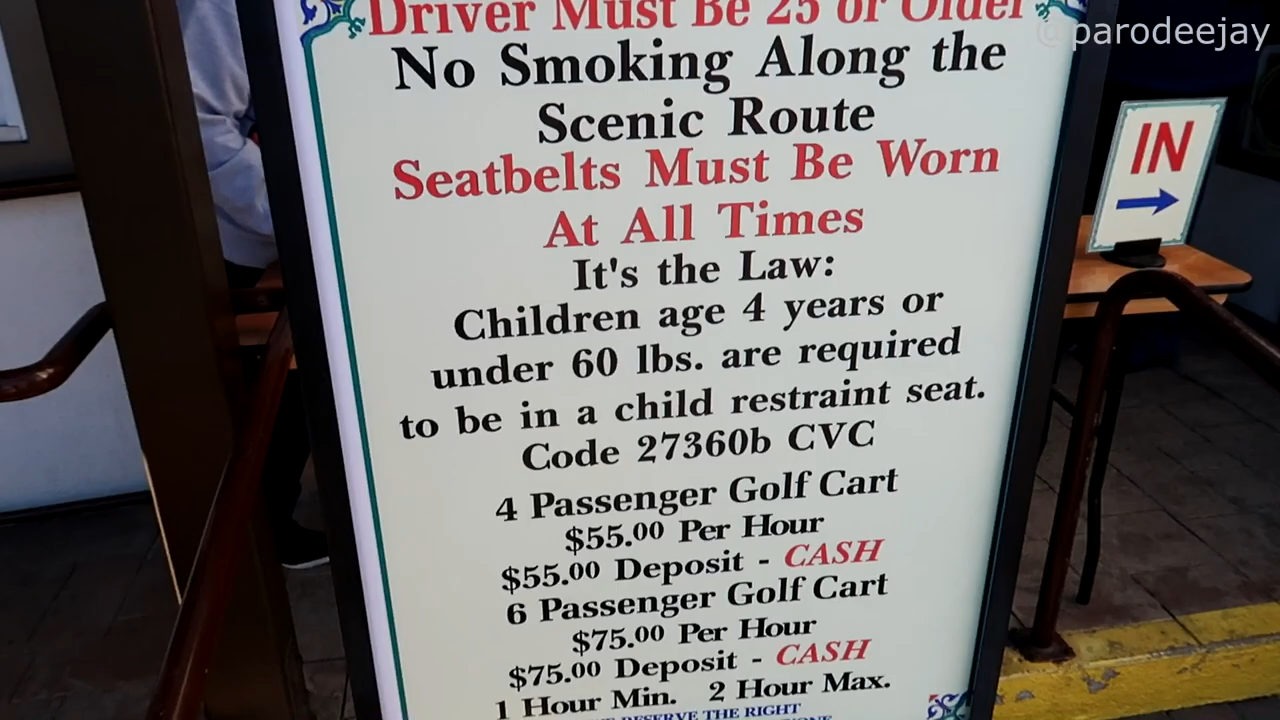 Driver Must Be 25 or Older
@parodeejay
No Smoking Along the
Scenic Route
Seatbelts Must Be Worn
At All Times
It's the Law:
Children age 4 years or
under 60 lbs. are required
to be in a child restraint seat.
Code 27360b CVC
4 Passenger Golf Cart
$55.00 Per Hour
$55.00 Deposit - CASH
6 Passenger Golf Cart
$75.00 Per Hour
$75.00 Deposit - CASH
1 Hour Min. 2 Hour Max.
RESERVE THE RIGHT
IN